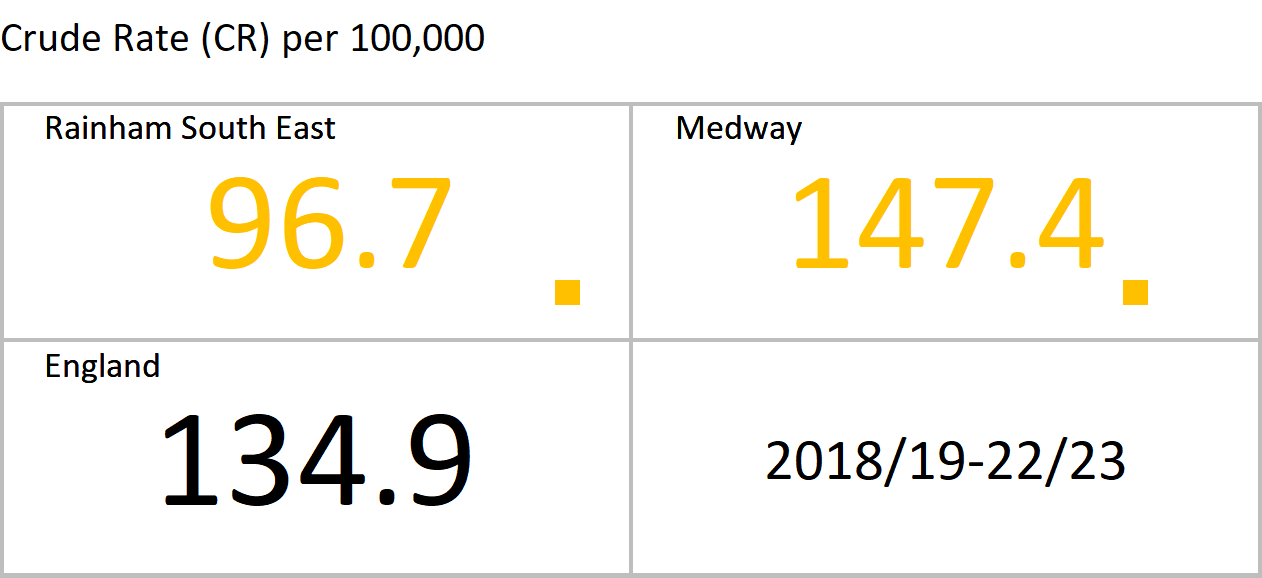 Crude Rate (CR) per 100,000
Rainham South East
96.7
Medway
147.4
England
134.9
2018/19-22/23